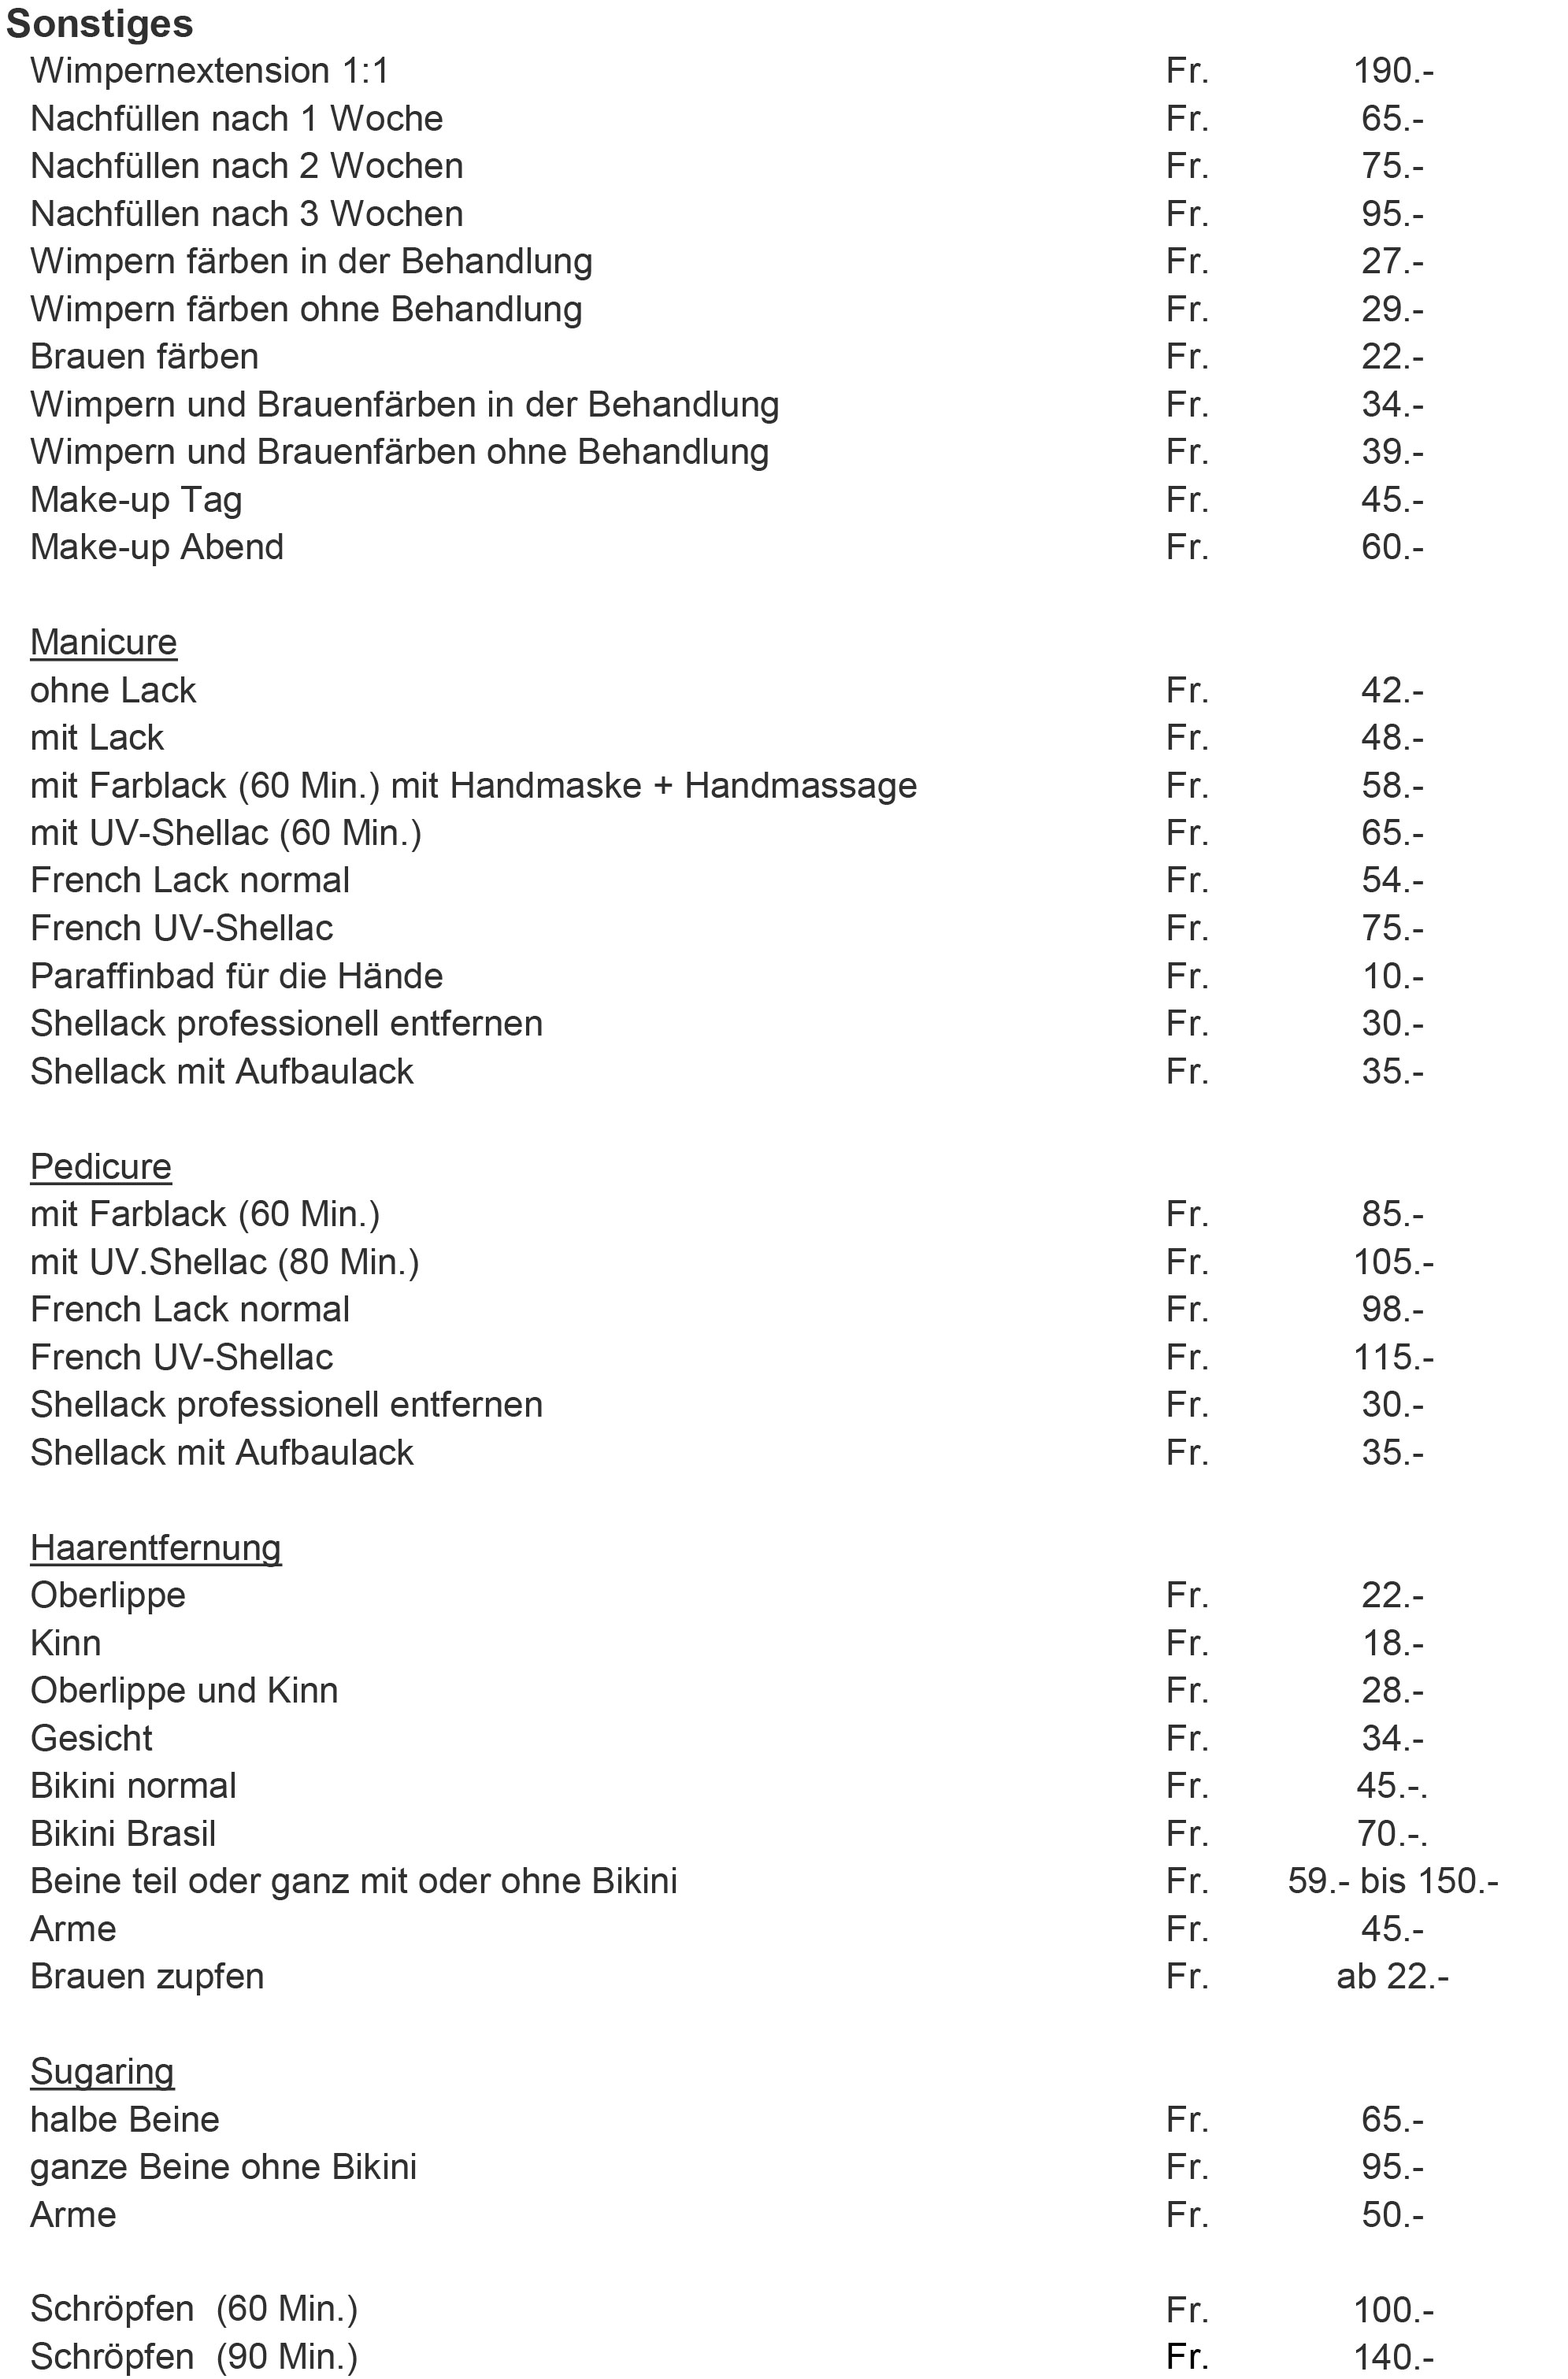 Sonstiges
Wimpernextension 1:1 Fr. 190.-
Nachfüllen nach 1 Woche Fr. 65.-
Nachfüllen nach 2 Wochen Fr. 75.-
Nachfüllen nach 3 Wochen Fr. 95.-
Wimpern färben in der Behandlung Fr. 27.-
Wimpern färben ohne Behandlung Fr. 29.-
Brauen färben Fr. 22.-
Wimpern und Brauenfärben in der Behandlung Fr. 34.-
Wimpern und Brauenfärben ohne Behandlung Fr. 39.-
Make-up Tag Fr. 45.-
Make-up Abend Fr. 60.-
Manicure
ohne Lack Fr. 42.-
mit Lack Fr. 48.-
mit Farblack (60 Min.) mit Handmaske + Handmassage Fr. 58.-
mit UV-Shellac (60 Min.) Fr. 65.-
French Lack normal Fr. 54.-
French UV-Shellac Fr. 75.-
Paraffinbad für die Hände Fr. 10.-
Shellack professionell entfernen Fr. 30.-
Shellack mit Aufbaulack Fr. 35.-
Pedicure
mit Farblack (60 Min.) Fr. 85.-
mit UV.Shellac (80 Min.) Fr. 105.-
French Lack normal Fr. 98.-
French UV-Shellac Fr. 115.-
Shellack professionell entfernen Fr. 30.-
Shellack mit Aufbaulack Fr. 35.-
Haarentfernung
Oberlippe Fr. 22.-
Kinn Fr. 18.-
Oberlippe und Kinn Fr. 28.-
Gesicht Fr. 34.-
Bikini normal Fr. 45.-.
Bikini Brasil Fr. 70.-.
Beine teil oder ganz mit oder ohne Bikini Fr. 59.- bis 150.-
Arme Fr. 45.-
Brauen zupfen Fr. ab 22.-
Sugaring
halbe Beine Fr. 65.-
ganze Beine ohne Bikini Fr. 95.-
Arme Fr. 50.-
Schröpfen (60 Min.) Fr. 100.-
Schröpfen (90 Min.) Fr. 140.-